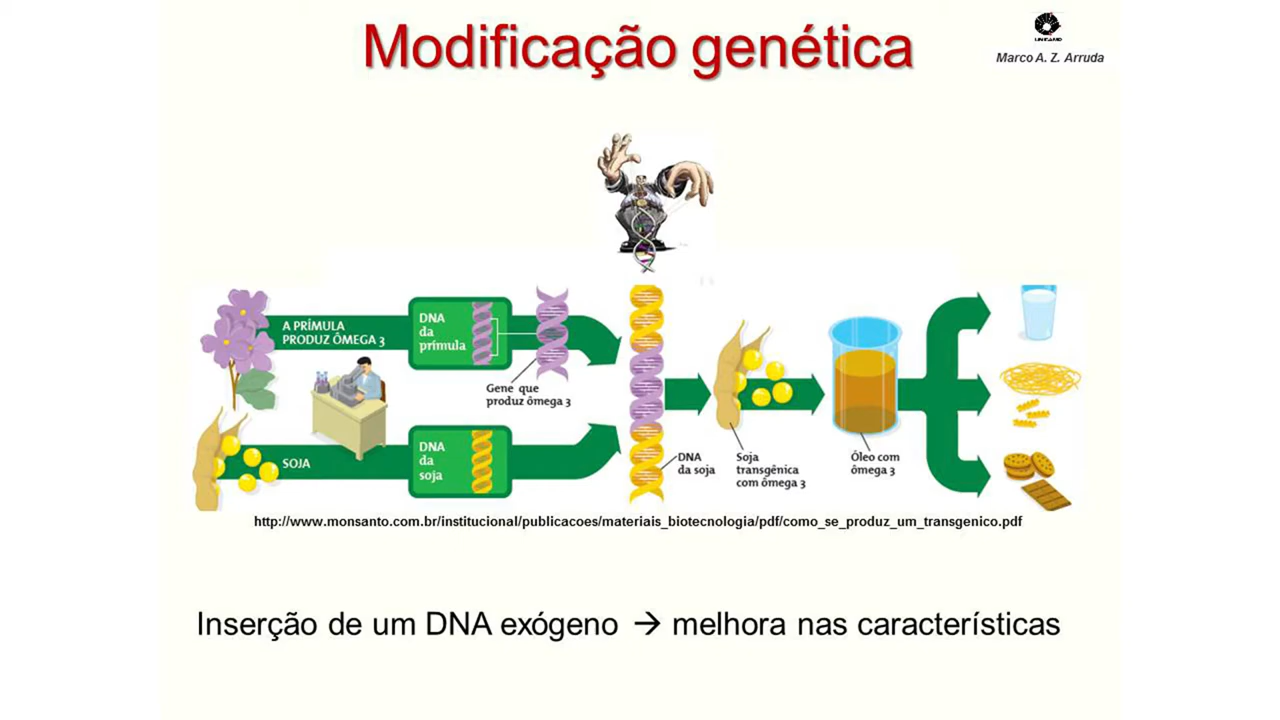 Modificação genética
UNICAMP
Marco A. Z. Arruda
A PRÍMULA
PRODUZ ÔMEGA 3
DNA
da
prímula
Gene que
produz ômega 3
SOJA
DNA
da
soja
DNA
da soja
Soja
transgênica
com ômega 3
Óleo com
ômega 3
http://www.monsanto.com.br/institucional/publicacoes/materiais_biotecnologia/pdf/como_se_produz_um_transgenico.pdf
Inserção de um DNA exógeno → melhora nas características